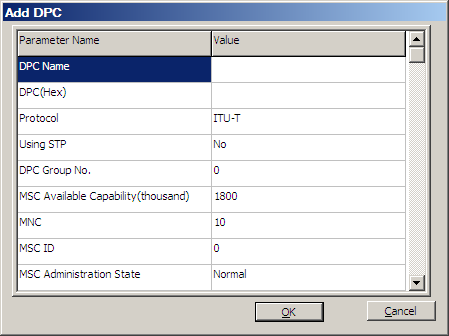 Add DPC
Parameter Name Value
DPC Name
DPC(Hex)
Protocol ITU-T
Using STP No
DPC Group No. 0
MSC Available Capability(thousand) 1800
MNC 10
MSC ID 0
MSC Administration State Normal
OK Cancel